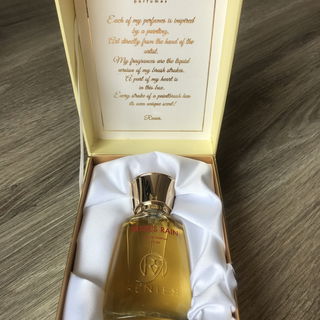 perfumes
Each of my perfumes is inspired
by a painting,
Art directly from the hand of the
artist.
My fragrances are the liquid
version of my brush strokes.
A part of my heart is
in this box.
Every stroke of a paintbrush has
its own unique scent!
RAIN